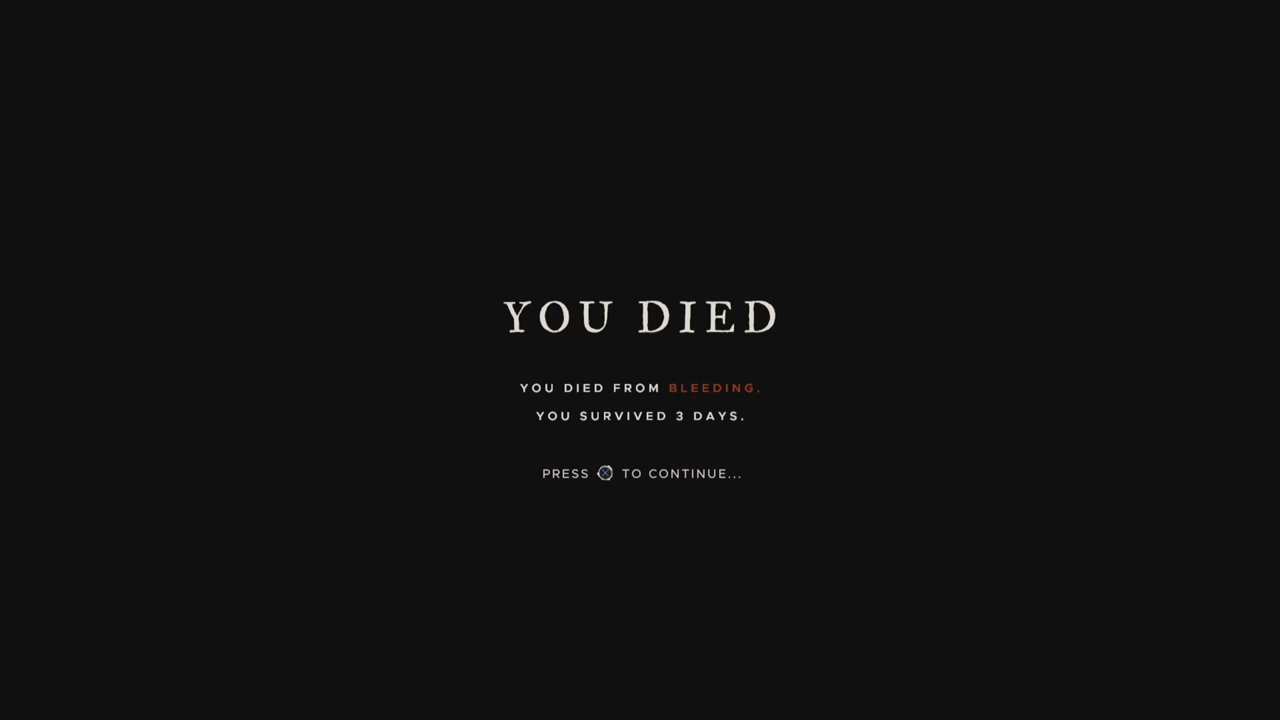 YOU DIED
YOU DIED FROM BLEEDING.
YOU SURVIVED 3 DAYS.
PRESS TO CONTINUE...